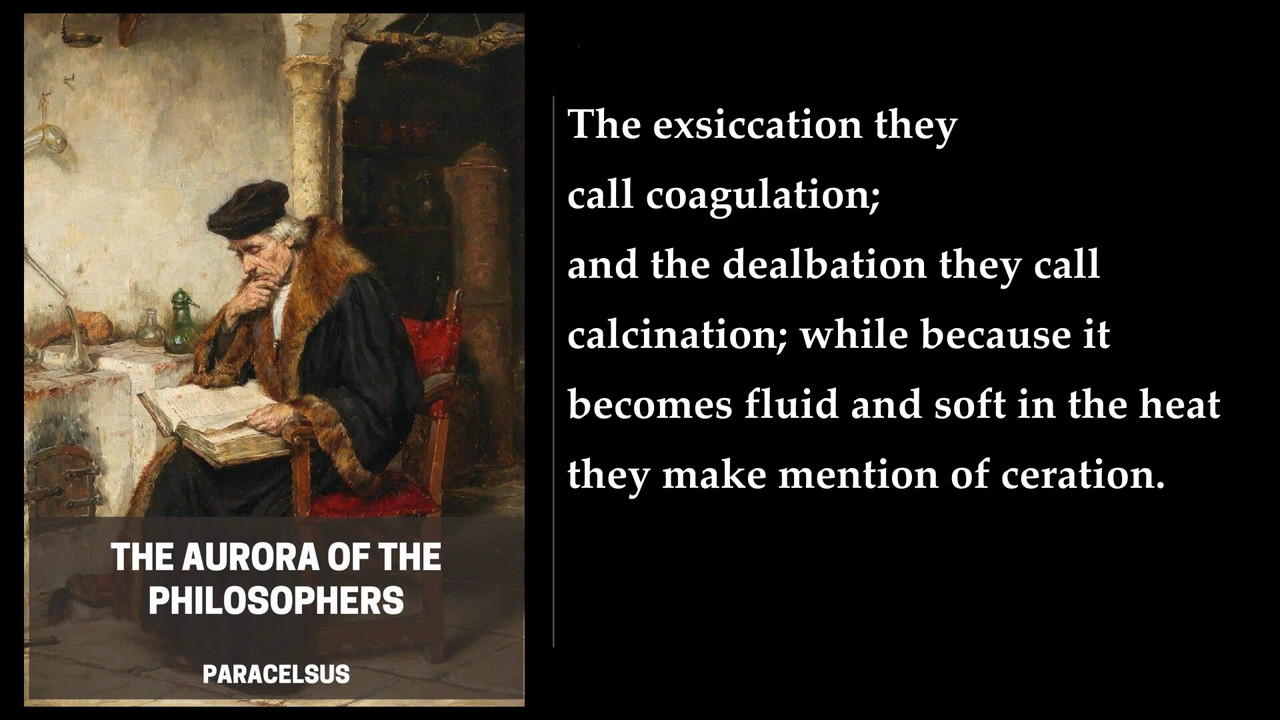 The exsiccation they
call coagulation;
and the dealbation they call
calcination; while because it
becomes fluid and soft in the heat
they make mention of ceration.
THE AURORA OF THE
PHILOSOPHERS
PARACELSUS